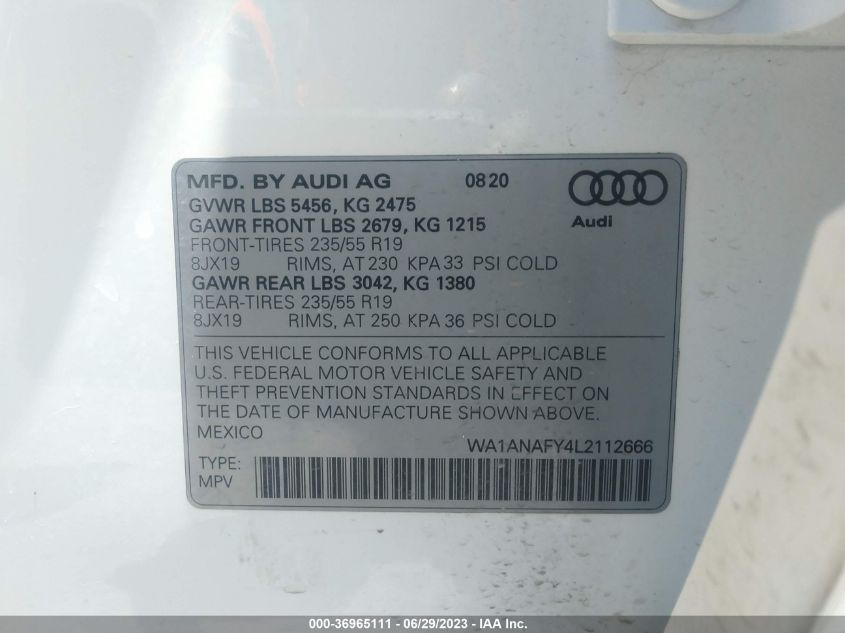 MFD. BY AUDI AG 0820
GVWR LBS 5456, KG 2475
GAWR FRONT LBS 2679, KG 1215
Audi
FRONT-TIRES 235/55 R19
8JX19 RIMS, AT 230 KPA 33 PSI COLD
GAWR REAR LBS 3042, KG 1380
REAR-TIRES 235/55 R19
8JX19 RIMS, AT 250 KPA 36 PSI COLD
THIS VEHICLE CONFORMS TO ALL APPLICABLE
U.S. FEDERAL MOTOR VEHICLE SAFETY AND
THEFT PREVENTION STANDARDS IN EFFECT ON
THE DATE OF MANUFACTURE SHOWN ABOVE.
MEXICO
WA1ANAFY4L2112666
TYPE:
MPV
000-36965111 - 06/29/2023 - IAA Inc.